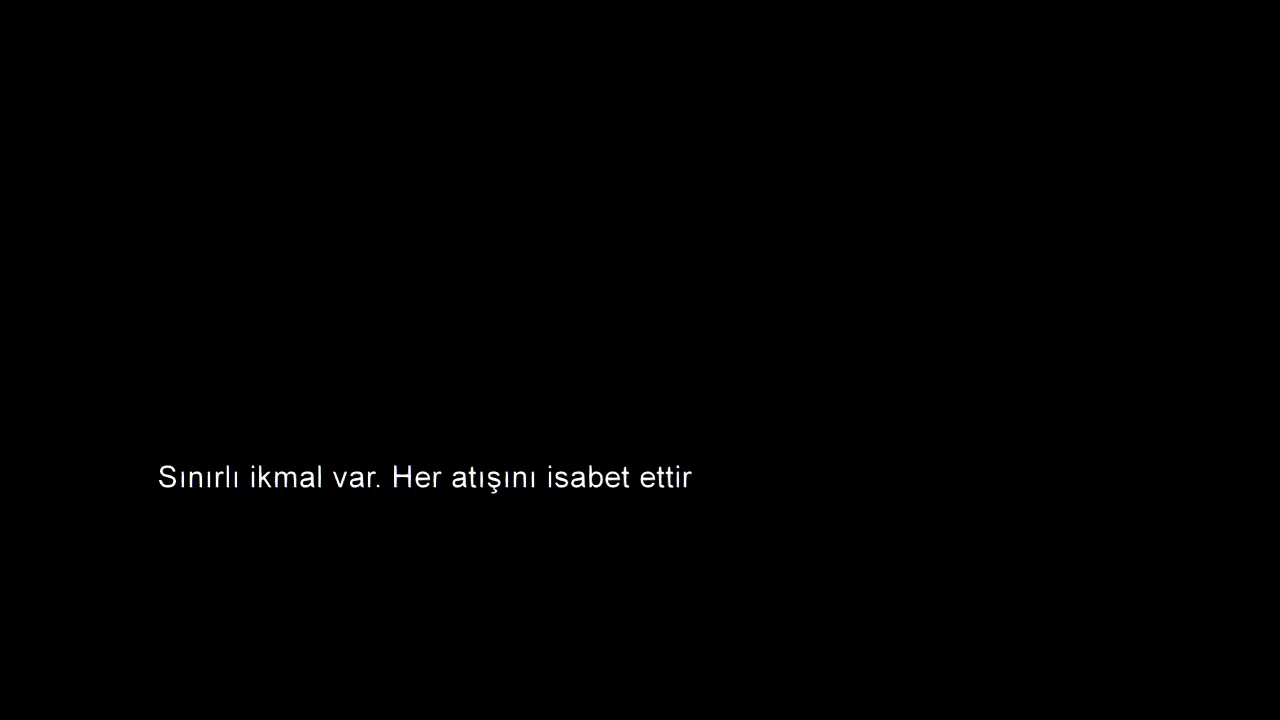 Sınırlı ikmal var. Her atışını isabet ettir